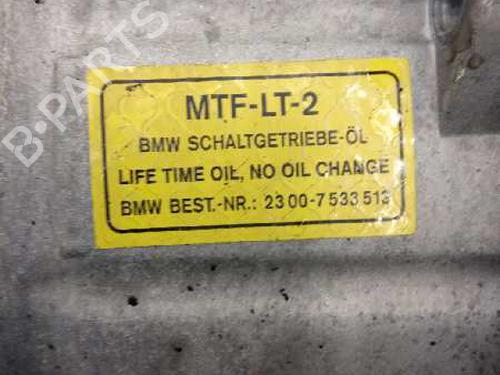 B-PARTS
MTF-LT-2
BMW SCHALTGETRIEBE-ÖL
LIFE TIME OIL, NO OIL CHANGE
BMW BEST.-NR.: 23 00-7 533 513